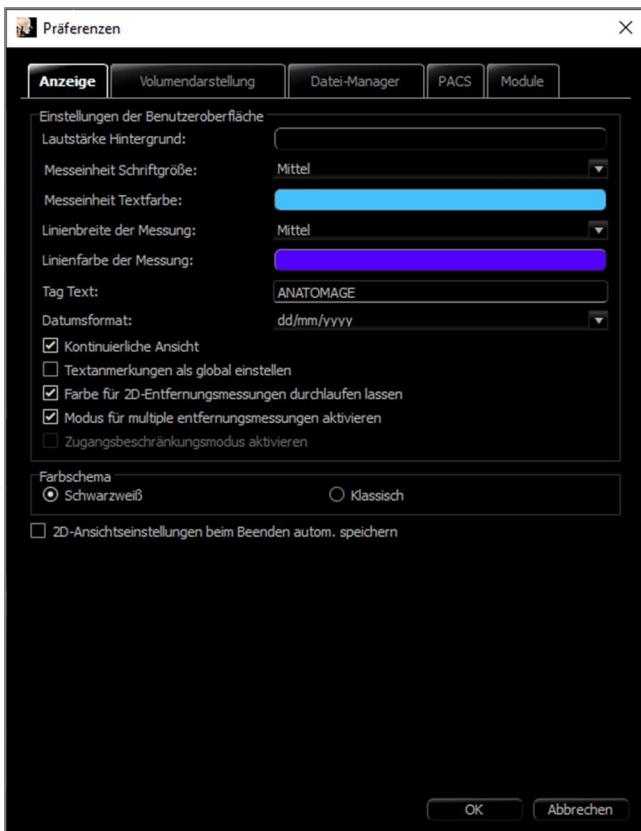 Präferenzen
Anzeige Volumendarstellung Datei-Manager PACS Module
Einstellungen der Benutzeroberfläche
Lautstärke Hintergrund:
Messeinheit Schriftgröße: Mittel
Messeinheit Textfarbe:
Linienbreite der Messung: Mittel
Linienfarbe der Messung:
Tag Text: ANATOMAGE
Datumsformat: dd/mm/yyyy
Kontinuierliche Ansicht
Textanmerkungen als global einstellen
Farbe für 2D-Entfernungsmessungen durchlaufen lassen
Modus für multiple entfernungsmessungen aktivieren
Zugangsbeschränkungsmodus aktivieren
Farbschema
Schwarzweiß Klassisch
2D-Ansichtseinstellungen beim Beenden autom. speichern
OK Abbrechen